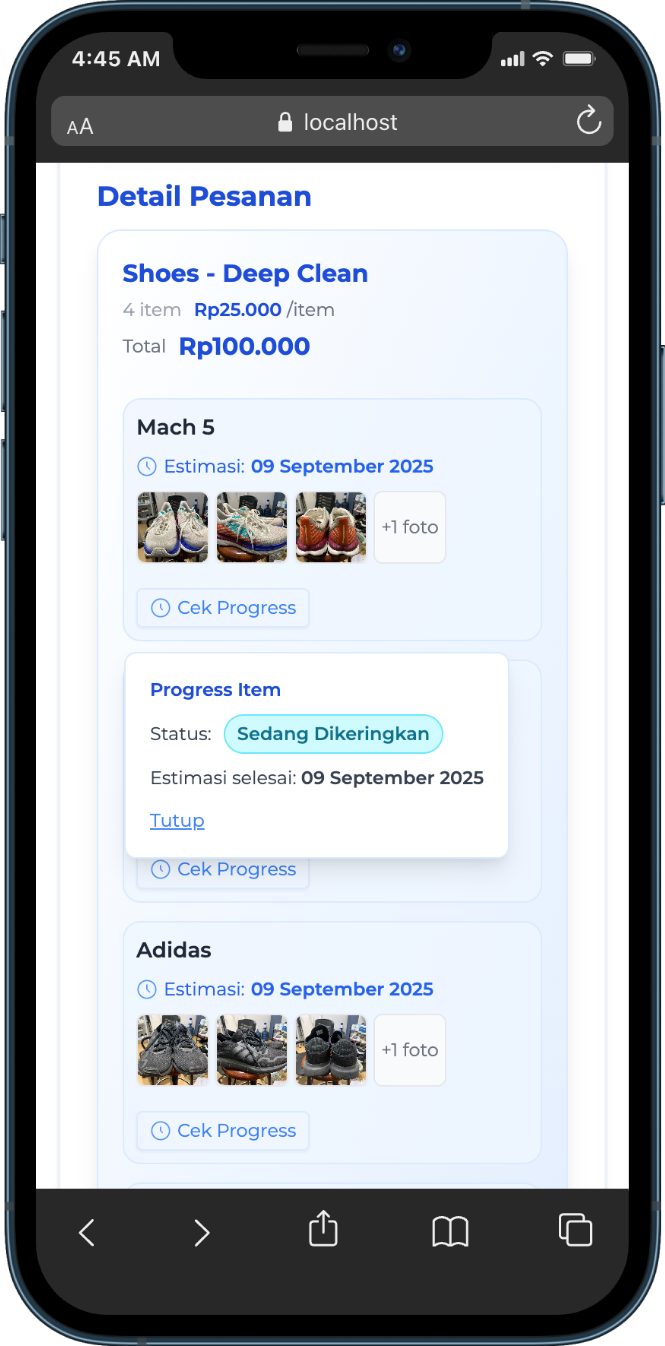 4:45 AM
AA
localhost
Detail Pesanan
Shoes - Deep Clean
4 item Rp25.000 /item
Total Rp100.000
Mach 5
Estimasi: 09 September 2025
+1 foto
Cek Progress
Progress Item
Status: Sedang Dikeringkan
Estimasi selesai: 09 September 2025
Tutup
Cek Progress
Adidas
Estimasi: 09 September 2025
+1 foto
Cek Progress